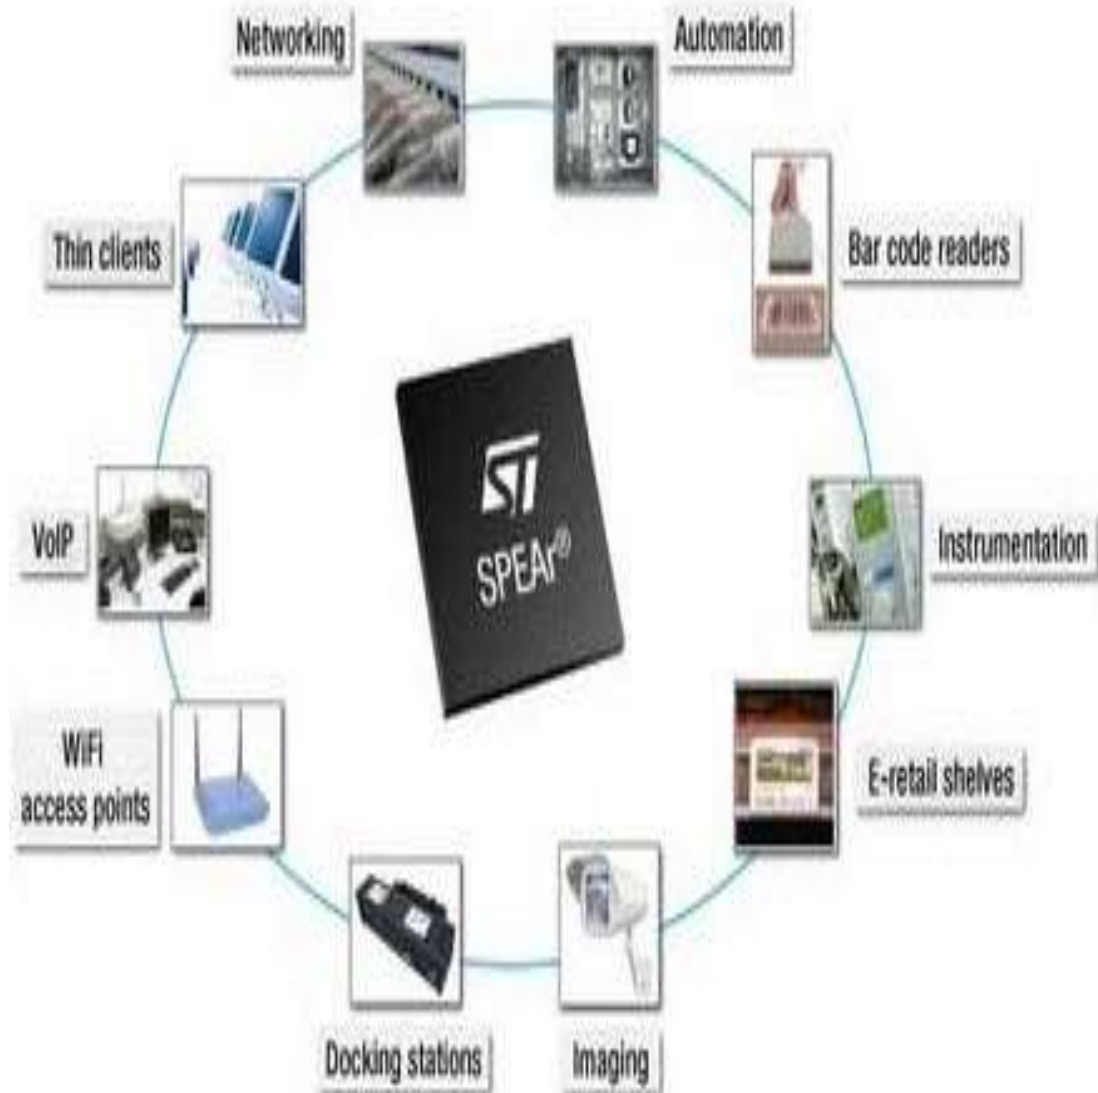 Networking
Automation
Thin clients
Bar code readers
ST
SPEAr®
VoIP
Instrumentation
WiFi
access points
E-retail shelves
Docking stations
Imaging